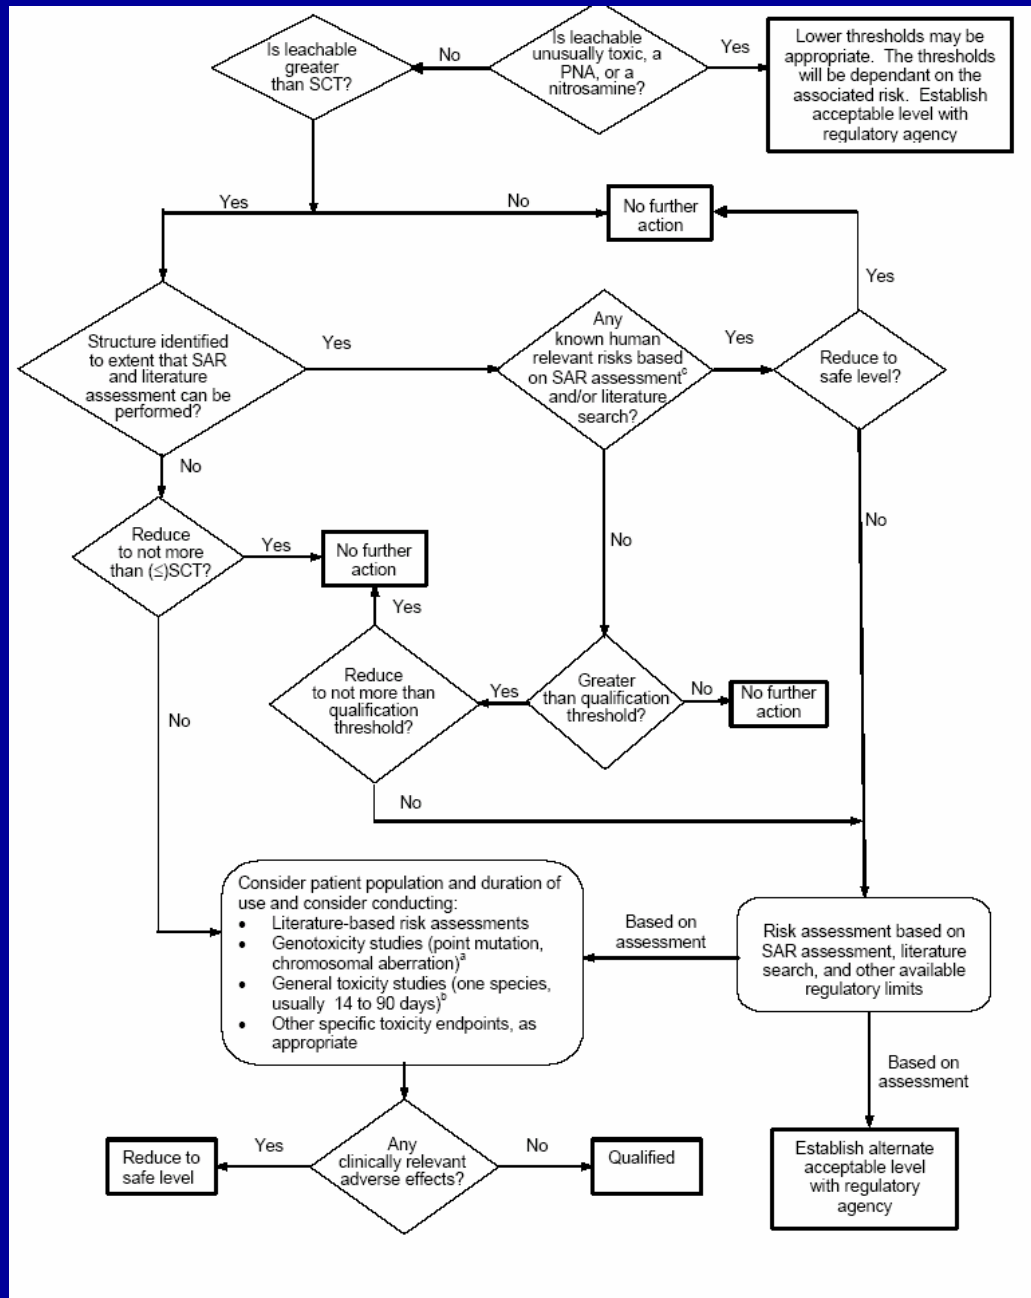 Is leachable
greater
than SCT?
No
Is leachable
unusually toxic, a
PNA, or a
nitrosamine?
Yes
Lower thresholds may be
appropriate. The thresholds
will be dependant on the
associated risk. Establish
acceptable level with
regulatory agency
Yes
No
No further
action
Yes
Structure identified
to extent that SAR
and literature
assessment can be
performed?
Yes
Any
known human
relevant risks based
on SAR assessmentc
and/or literature
search?
Yes
Reduce to
safe level?
No
No
No
Reduce
to not more
than (≤)SCT?
Yes
No further
action
Yes
Reduce
to not more than
qualification
threshold?
Yes
Greater
than qualification
threshold?
No
No further
action
No
No
Consider patient population and duration of
use and consider conducting:
• Literature-based risk assessments
• Genotoxicity studies (point mutation,
chromosomal aberration)a
• General toxicity studies (one species,
usually 14 to 90 days)b
• Other specific toxicity endpoints, as
appropriate
Based on
assessment
Risk assessment based on
SAR assessment, literature
search, and other available
regulatory limits
Based on
assessment
Reduce to
safe level
Yes
Any
clinically relevant
adverse effects?
No
Qualified
Establish alternate
acceptable level
with regulatory
agency